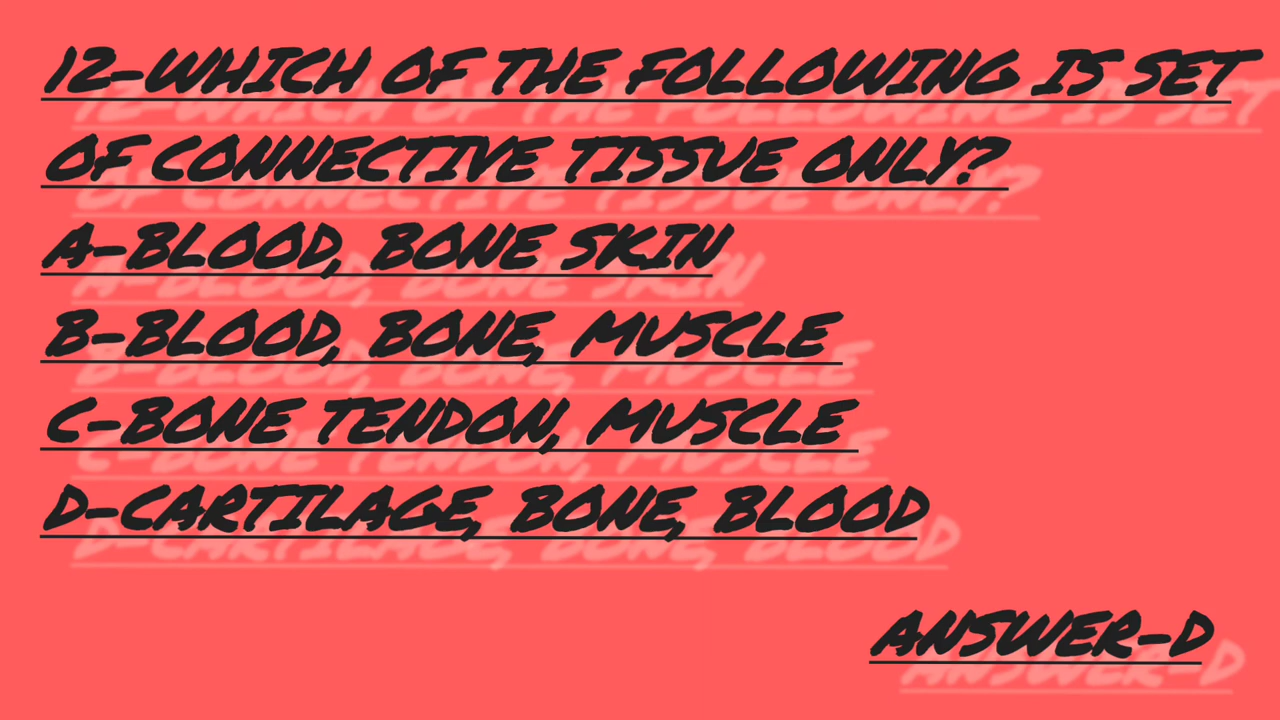 12-WHICH OF THE FOLLOWING IS SET
OF CONNECTIVE TISSUE ONLY?
A-BLOOD, BONE SKIN
B-BLOOD, BONE, MUSCLE
C-BONE TENDON, MUSCLE
D-CARTILAGE, BONE, BLOOD
ANSWER-D